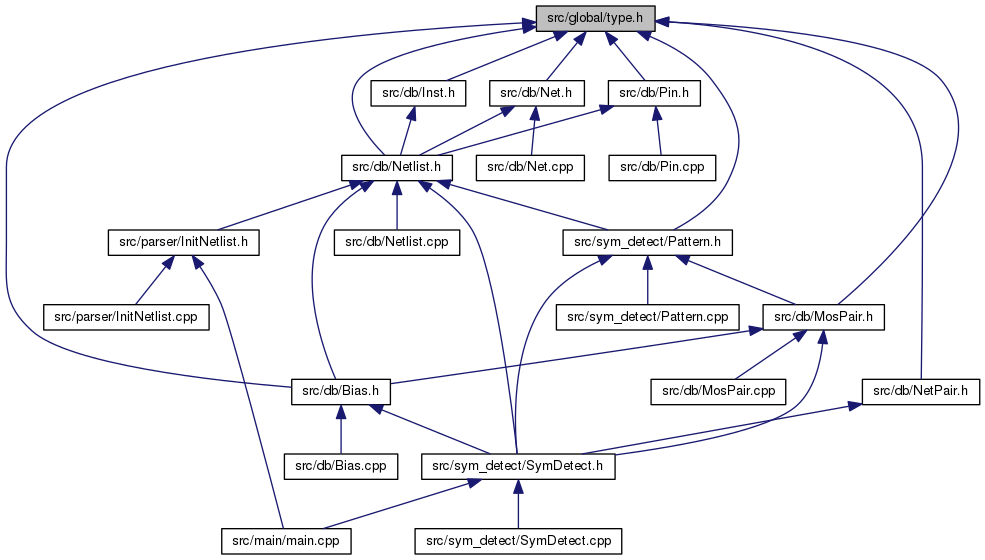 src/global/type.h
src/db/Inst.h
src/db/Net.h
src/db/Pin.h
src/db/Netlist.h
src/db/Net.cpp
src/db/Pin.cpp
src/parser/InitNetlist.h
src/db/Netlist.cpp
src/sym_detect/Pattern.h
src/parser/InitNetlist.cpp
src/sym_detect/Pattern.cpp
src/db/MosPair.h
src/db/Bias.h
src/db/MosPair.cpp
src/db/NetPair.h
src/db/Bias.cpp
src/sym_detect/SymDetect.h
src/main/main.cpp
src/sym_detect/SymDetect.cpp